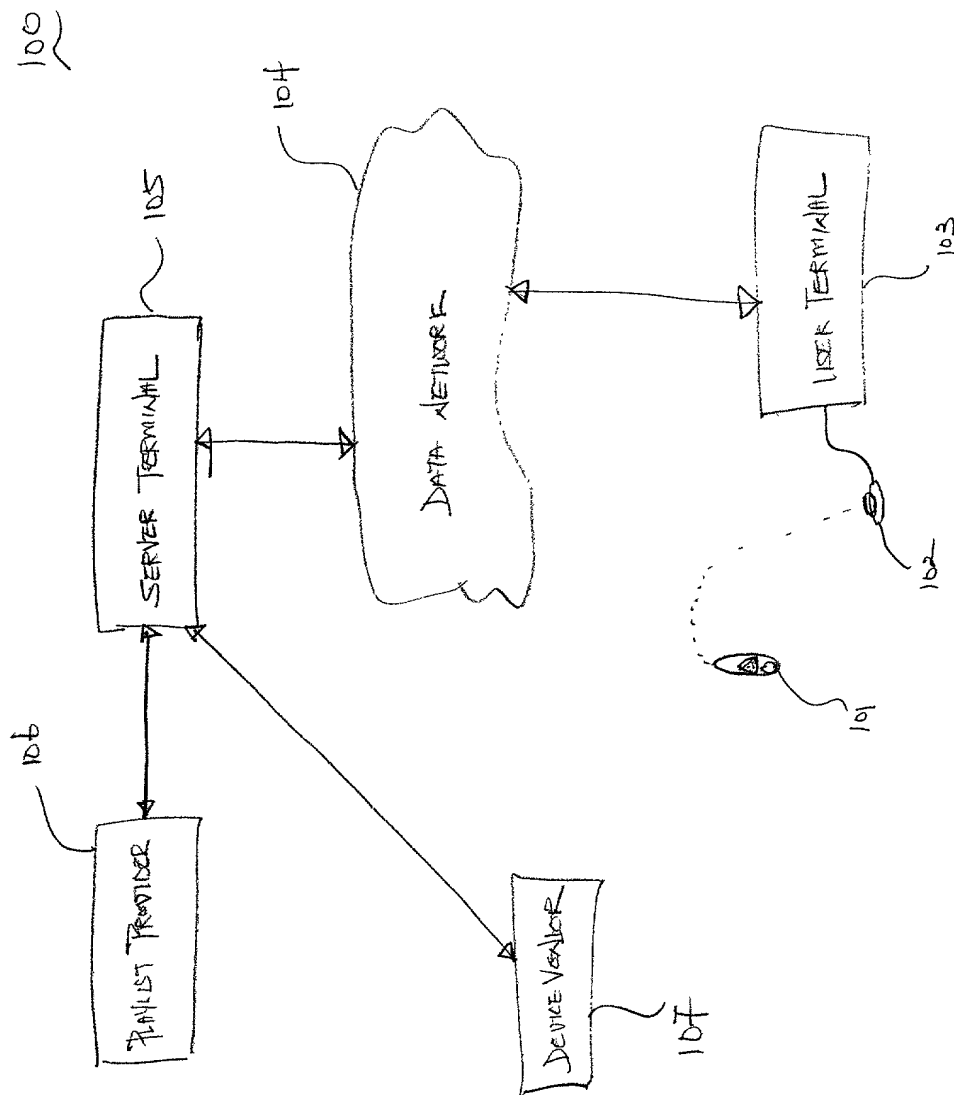 100
106
PLAYLIST PROVIDER
SERVER TERMINAL
105
104
DATA NETWORK
DEVICE VENDOR
107
101
102
USER TERMINAL
103